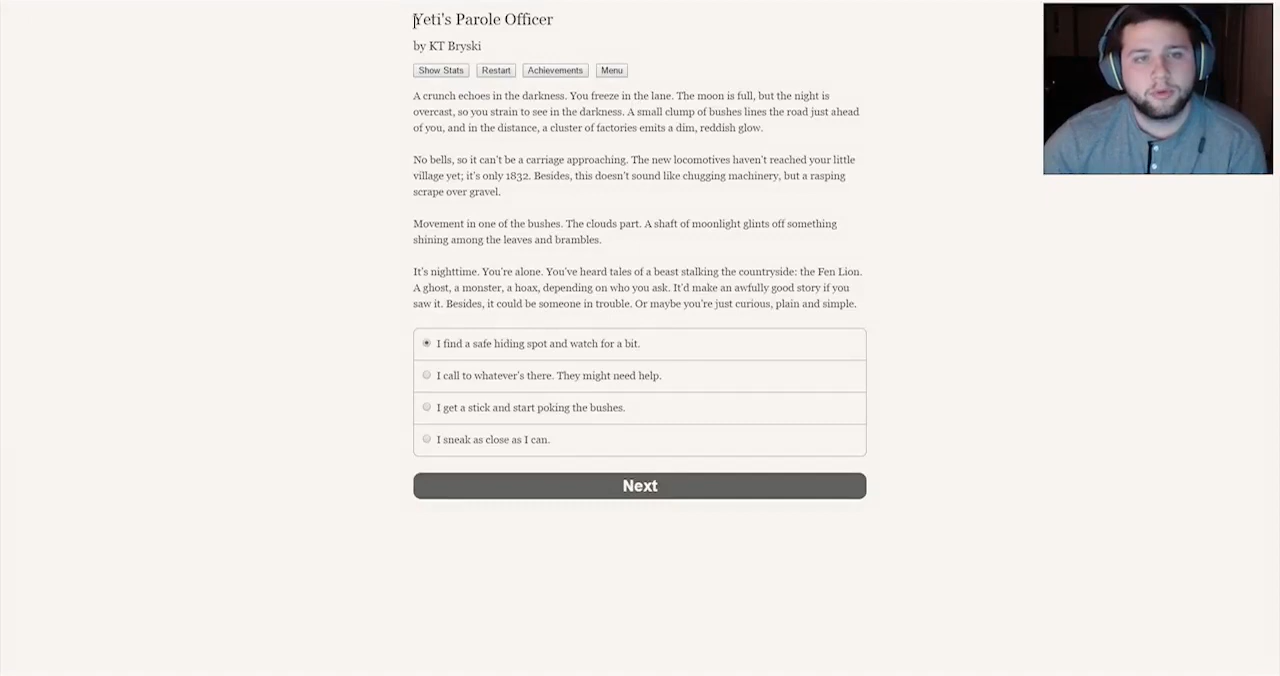 Yeti's Parole Officer
by KT Bryski
Show Stats Restart Achievements Menu
A crunch echoes in the darkness. You freeze in the lane. The moon is full, but the night is
overcast, so you strain to see in the darkness. A small clump of bushes lines the road just ahead
of you, and in the distance, a cluster of factories emits a dim, reddish glow.
No bells, so it can't be a carriage approaching. The new locomotives haven't reached your little
village yet; it's only 1832. Besides, this doesn't sound like chugging machinery, but a rasping
scrape over gravel.
Movement in one of the bushes. The clouds part. A shaft of moonlight glints off something
shining among the leaves and brambles.
It's nighttime. You're alone. You've heard tales of a beast stalking the countryside: the Fen Lion.
A ghost, a monster, a hoax, depending on who you ask. It'd make an awfully good story if you
saw it. Besides, it could be someone in trouble. Or maybe you're just curious, plain and simple.
I find a safe hiding spot and watch for a bit.
I call to whatever's there. They might need help.
I get a stick and start poking the bushes.
I sneak as close as I can.
Next